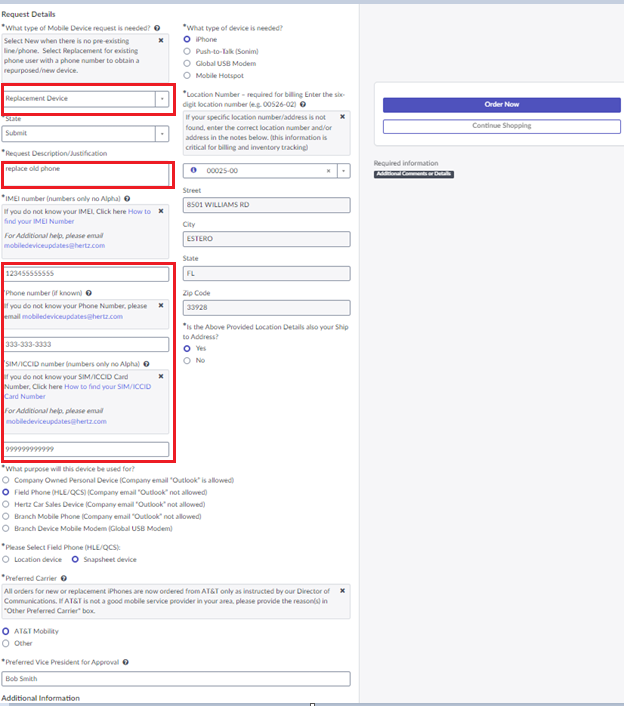 Request Details
*What type of Mobile Device request is needed?
Select New when there is no pre-existing
line/phone. Select Replacement for existing
phone user with a phone number to obtain a
repurposed/new device.
Replacement Device
*State
Submit
*Request Description/Justification
replace old phone
*IMEI number (numbers only no Alpha)
If you do not know your IMEI, Click here How to
find your IMEI Number
For Additional help, please email
mobiledeviceupdates@hertz.com
123455555555
*Phone number (if known)
If you do not know your Phone Number, please
email mobiledeviceupdates@hertz.com
333-333-3333
*SIM/ICCID number (numbers only no Alpha)
If you do not know your SIM/ICCID Card
Number, Click here How to find your SIM/ICCID
Card Number
For Additional help, please email
mobiledeviceupdates@hertz.com
999999999999
*What purpose will this device be used for?
Company Owned Personal Device (Company email "Outlook" is allowed)
Field Phone (HLE/QCS) (Company email "Outlook" not allowed)
Hertz Car Sales Device (Company email "Outlook" not allowed)
Branch Mobile Phone (Company email "Outlook" not allowed)
Branch Device Mobile Modem (Global USB Modem)
*Please Select Field Phone (HLE/QCS):
Location device Snapsheet device
*Preferred Carrier
All orders for new or replacement iPhones are now ordered from AT&T only as instructed by our Director of
Communications. If AT&T is not a good mobile service provider in your area, please provide the reason(s) in
"Other Preferred Carrier" box.
AT&T Mobility
Other
*Preferred Vice President for Approval
Bob Smith
Additional Information
*What type of device is needed?
iPhone
Push-to-Talk (Sonim)
Global USB Modem
Mobile Hotspot
*Location Number – required for billing Enter the six-
digit location number (e.g. 00526-02)
If your specific location number/address is not
found, enter the correct location number and/or
address in the notes below. (this information is
critical for billing and inventory tracking)
00025-00
Street
8501 WILLIAMS RD
City
ESTERO
State
FL
Zip Code
33928
*Is the Above Provided Location Details also your Ship
to Address?
Yes
No
Order Now
Continue Shopping
Required information
Additional Comments or Details